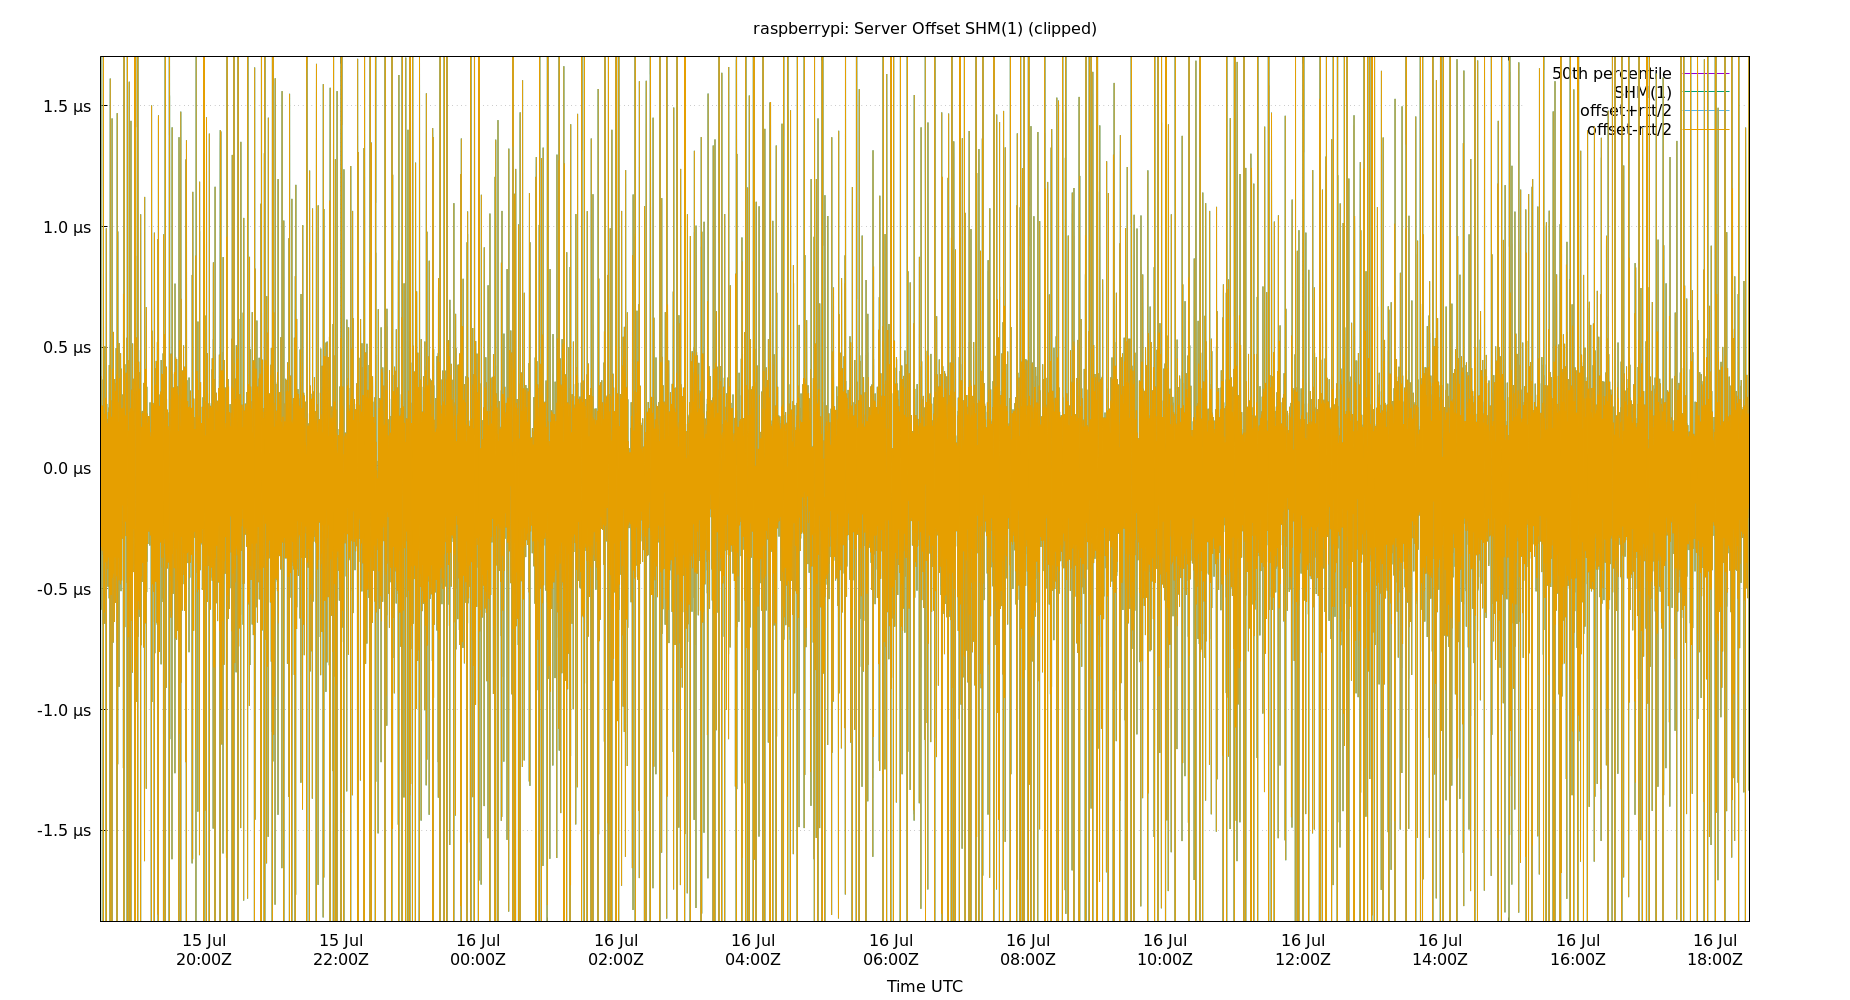 raspberrypi: Server Offset SHM(1) (clipped)
50th percentile
SHM(1)
offset+rtt/2
offset-rtt/2
1.5 µs
1.0 µs
0.5 µs
0.0 µs
-0.5 µs
-1.0 µs
-1.5 µs
15 Jul 15 Jul 16 Jul 16 Jul 16 Jul 16 Jul 16 Jul 16 Jul 16 Jul 16 Jul 16 Jul 16 Jul
20:00Z 22:00Z 00:00Z 02:00Z 04:00Z 06:00Z 08:00Z 10:00Z 12:00Z 14:00Z 16:00Z 18:00Z
Time UTC